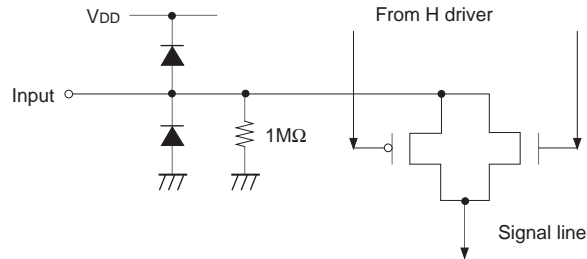 VDD
From H driver
Input
1MΩ
Signal line